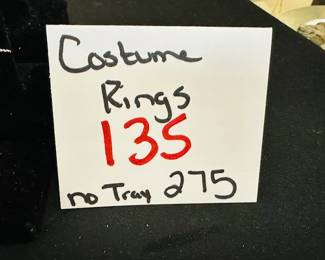 Costume
Rings
135
no Tray 275